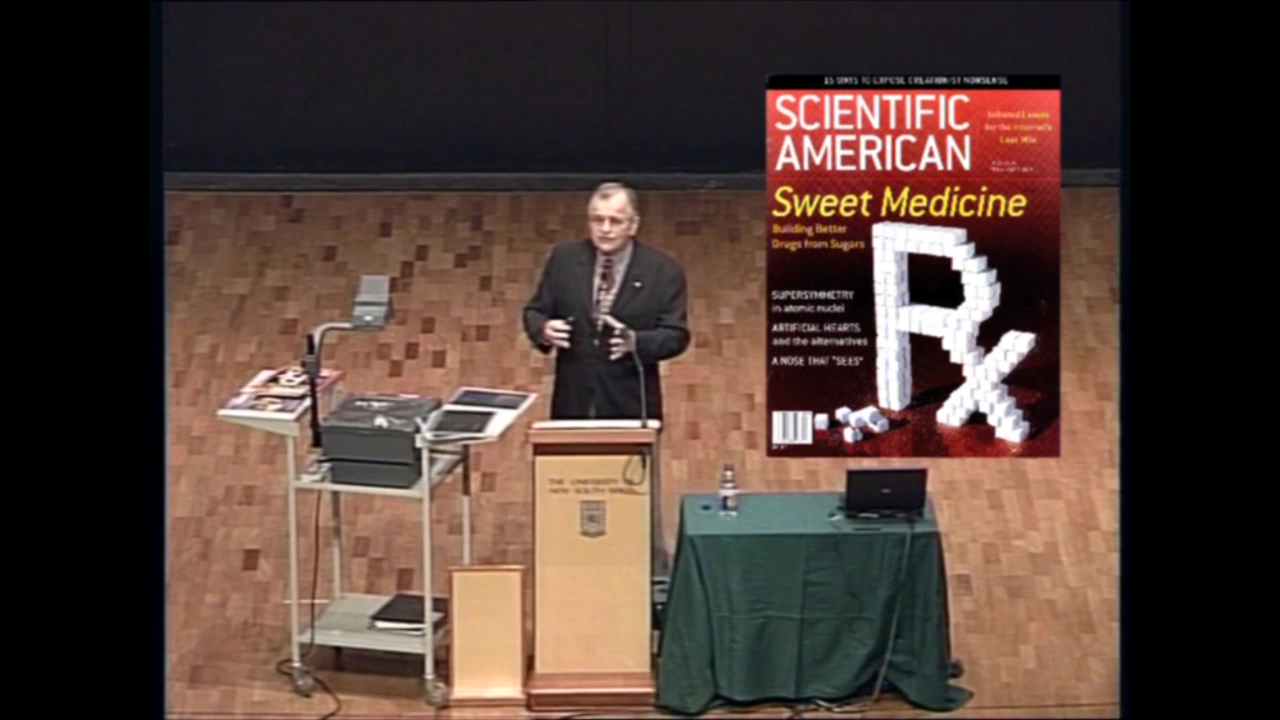 15 WAYS TO EXPOSE CREATIONIST NONSENSE
SCIENTIFIC
AMERICAN
Infrared Lasers
for the Internet's
Last Mile
Sweet Medicine
Building Better
Drugs from Sugars
Rx
SUPERSYMMETRY
in atomic nuclei
ARTIFICIAL HEARTS
and the alternatives
A NOSE THAT "SEES"
THE UNIVERSITY OF
NEW SOUTH WALES